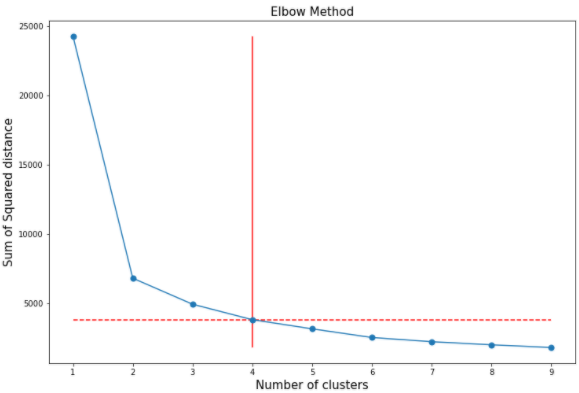 Elbow Method
Sum of Squared distance
25000
20000
15000
10000
5000
1 2 3 4 5 6 7 8 9
Number of clusters